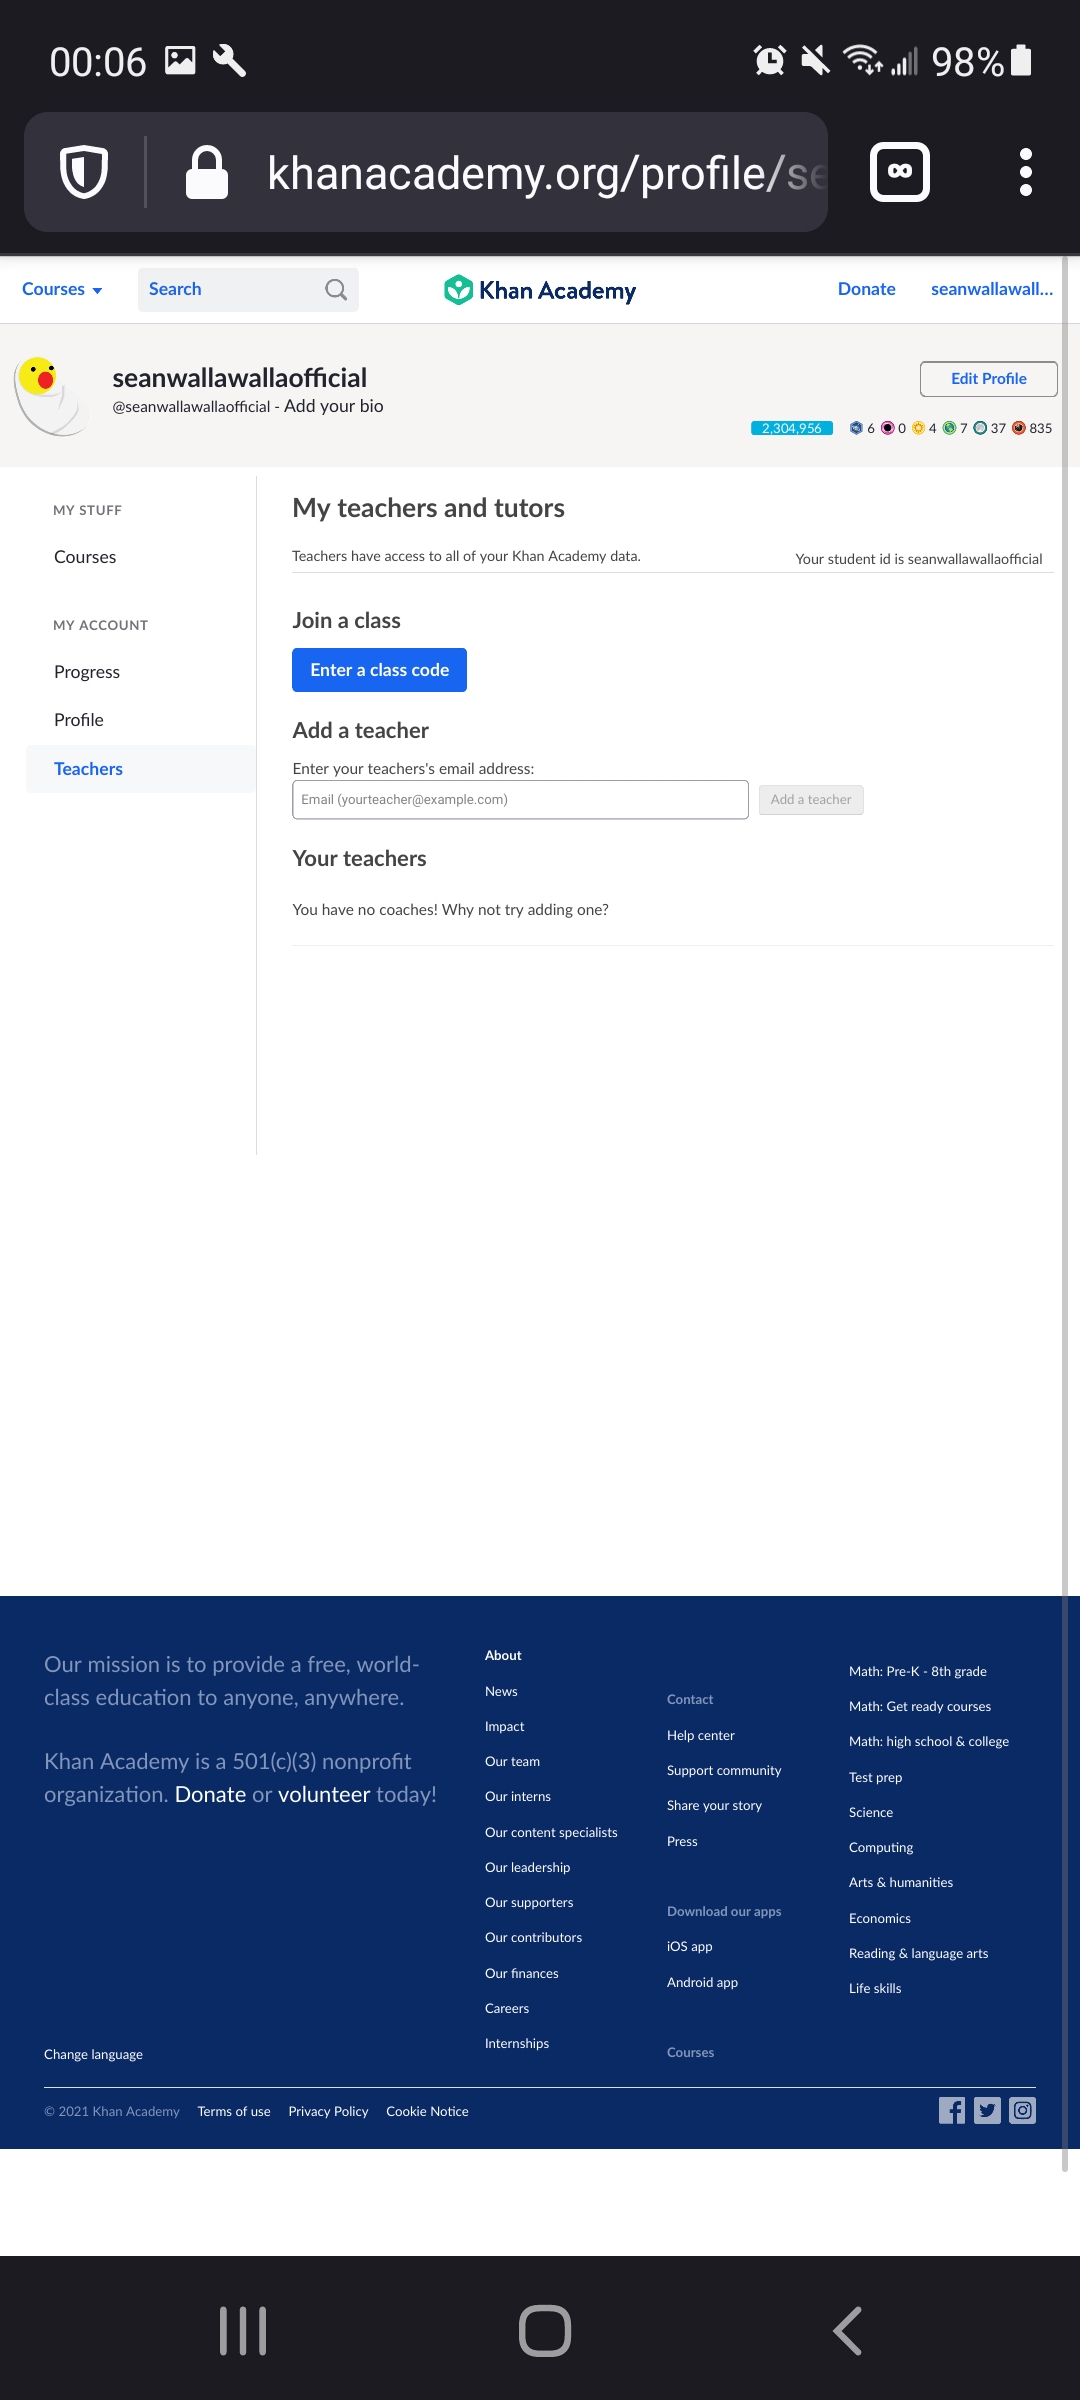 00:06
98%
khanacademy.org/profile/se
Courses
Search
Khan Academy
Donate
seanwallawall...
seanwallawallaofficial
@seanwallawallaofficial - Add your bio
Edit Profile
2,304,956 6 0 4 7 37 835
MY STUFF
Courses
MY ACCOUNT
Progress
Profile
Teachers
My teachers and tutors
Teachers have access to all of your Khan Academy data.
Your student id is seanwallawallaofficial
Join a class
Enter a class code
Add a teacher
Enter your teachers's email address:
Email (yourteacher@example.com)
Add a teacher
Your teachers
You have no coaches! Why not try adding one?
Our mission is to provide a free, world-
class education to anyone, anywhere.
Khan Academy is a 501(c)(3) nonprofit
organization. Donate or volunteer today!
Change language
About
News
Impact
Our team
Our interns
Our content specialists
Our leadership
Our supporters
Our contributors
Our finances
Careers
Internships
Contact
Help center
Support community
Share your story
Press
Download our apps
iOS app
Android app
Courses
Math: Pre-K - 8th grade
Math: Get ready courses
Math: high school & college
Test prep
Science
Computing
Arts & humanities
Economics
Reading & language arts
Life skills
© 2021 Khan Academy
Terms of use
Privacy Policy
Cookie Notice